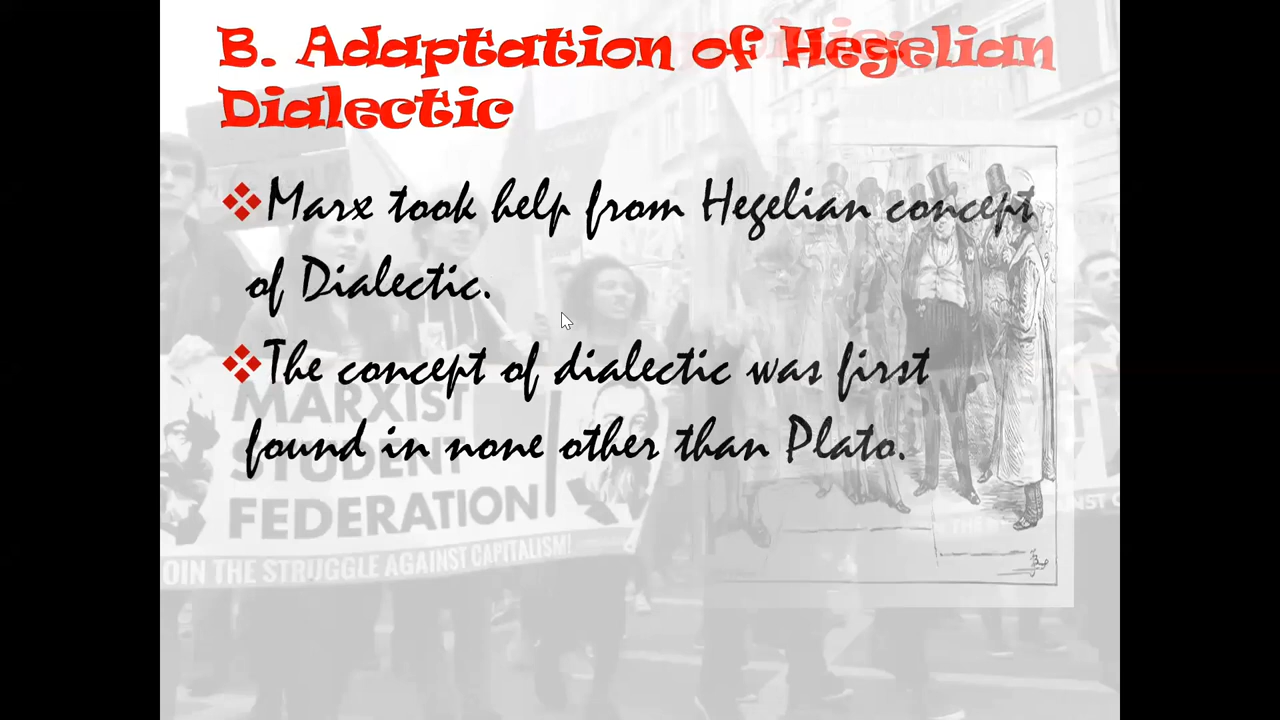 B. Adaptation of Hegelian
Dialectic
❖Marx took help from Hegelian concept
of Dialectic.
❖The concept of dialectic was first
found in none other than Plato.
MARXIST
STUDENT
FEDERATION
OIN THE STRUGGLE AGAINST CAPITALISM!